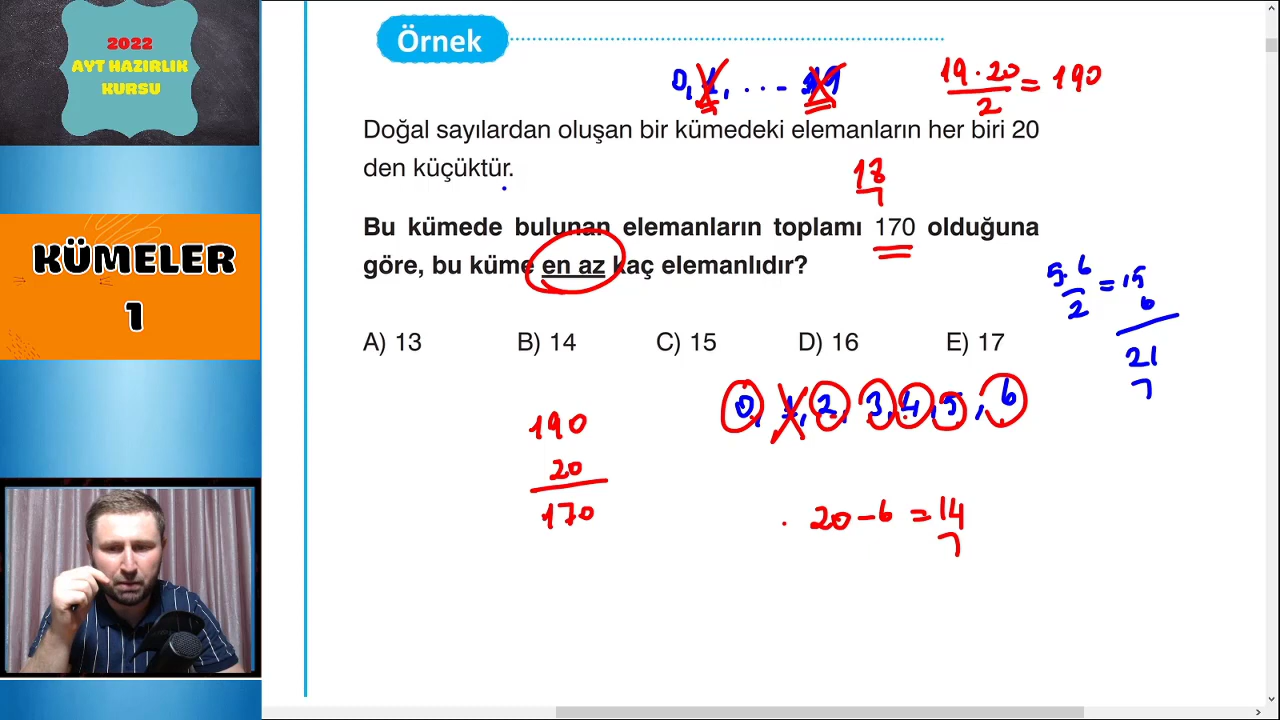 2022
AYT HAZIRLIK
KURSU
KÜMELER
1
Örnek
0, 1, ... - 19
19 · 20 / 2 = 190
Doğal sayılardan oluşan bir kümedeki elemanların her biri 20
den küçüktür.
18
Bu kümede bulunan elemanların toplamı 170 olduğuna
göre, bu küme en az kaç elemanlıdır?
5·6 / 2 = 15
6
21
A) 13 B) 14 C) 15 D) 16 E) 17
0, 1, 2, 3, 4, 5, 6
190
20
170
20 - 6 = 14